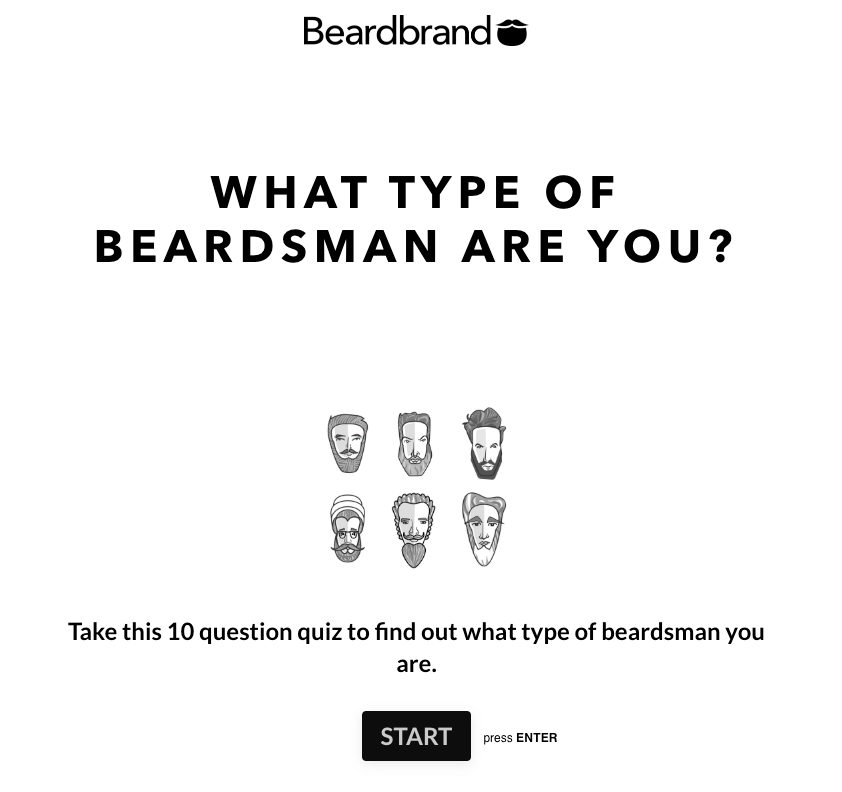 Beardbrand
WHAT TYPE OF
BEARDSMAN ARE YOU?
Take this 10 question quiz to find out what type of beardsman you
are.
START press ENTER